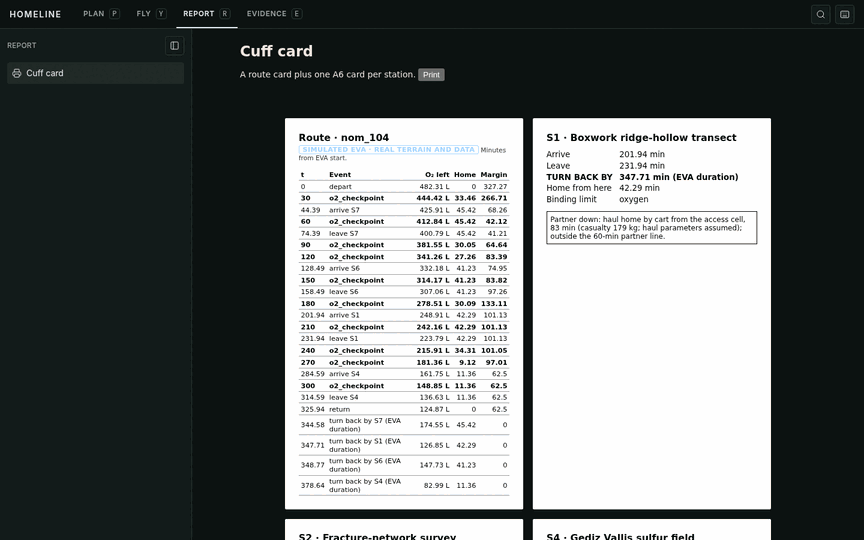 HOMELINE PLAN P FLY Y REPORT R EVIDENCE E
REPORT
Cuff card
Cuff card
A route card plus one A6 card per station. Print
Route · nom_104
SIMULATED EVA · REAL TERRAIN AND DATA Minutes
from EVA start.
t Event O₂ left Home Margin
0 depart 482.31 L 0 327.27
30 o2_checkpoint 444.42 L 33.46 266.71
44.39 arrive S7 425.91 L 45.42 68.26
60 o2_checkpoint 412.84 L 45.42 42.12
74.39 leave S7 400.79 L 45.42 41.21
90 o2_checkpoint 381.55 L 30.05 64.64
120 o2_checkpoint 341.26 L 27.26 83.39
128.49 arrive S6 332.18 L 41.23 74.95
150 o2_checkpoint 314.17 L 41.23 83.82
158.49 leave S6 307.06 L 41.23 97.26
180 o2_checkpoint 278.51 L 30.09 133.11
201.94 arrive S1 248.91 L 42.29 101.13
210 o2_checkpoint 242.16 L 42.29 101.13
231.94 leave S1 223.79 L 42.29 101.13
240 o2_checkpoint 215.91 L 34.31 101.05
270 o2_checkpoint 181.36 L 9.12 97.01
284.59 arrive S4 161.75 L 11.36 62.5
300 o2_checkpoint 148.85 L 11.36 62.5
314.59 leave S4 136.63 L 11.36 62.5
325.94 return 124.87 L 0 62.5
344.58 turn back by S7 (EVA duration) 174.55 L 45.42 0
347.71 turn back by S1 (EVA duration) 126.85 L 42.29 0
348.77 turn back by S6 (EVA duration) 147.73 L 41.23 0
378.64 turn back by S4 (EVA duration) 82.99 L 11.36 0
S1 · Boxwork ridge-hollow transect
Arrive 201.94 min
Leave 231.94 min
TURN BACK BY 347.71 min (EVA duration)
Home from here 42.29 min
Binding limit oxygen
Partner down: haul home by cart from the access cell,
83 min (casualty 179 kg; haul parameters assumed);
outside the 60-min partner line.
S2 · Fracture-network survey
S4 · Gediz Vallis sulfur field